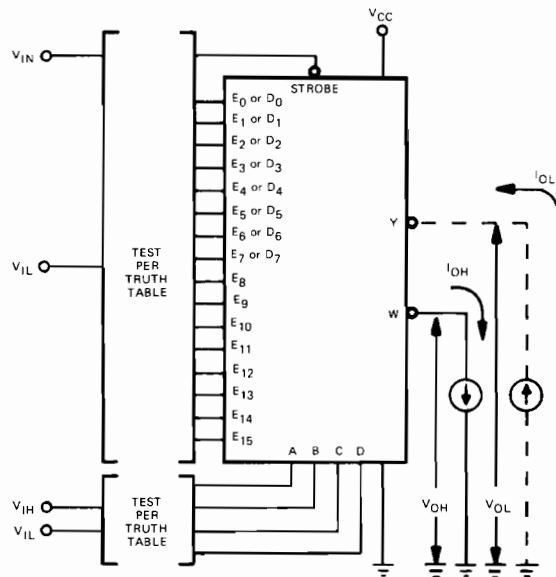 VCC
VIN
STROBE
E0 or D0
E1 or D1
E2 or D2
E3 or D3
E4 or D4
E5 or D5
E6 or D6
E7 or D7
E8
E9
E10
E11
E12
E13
E14
E15
VIL
TEST
PER
TRUTH
TABLE
Y
W
IOL
IOH
A B C D
VIH
VIL
TEST
PER
TRUTH
TABLE
VOH
VOL